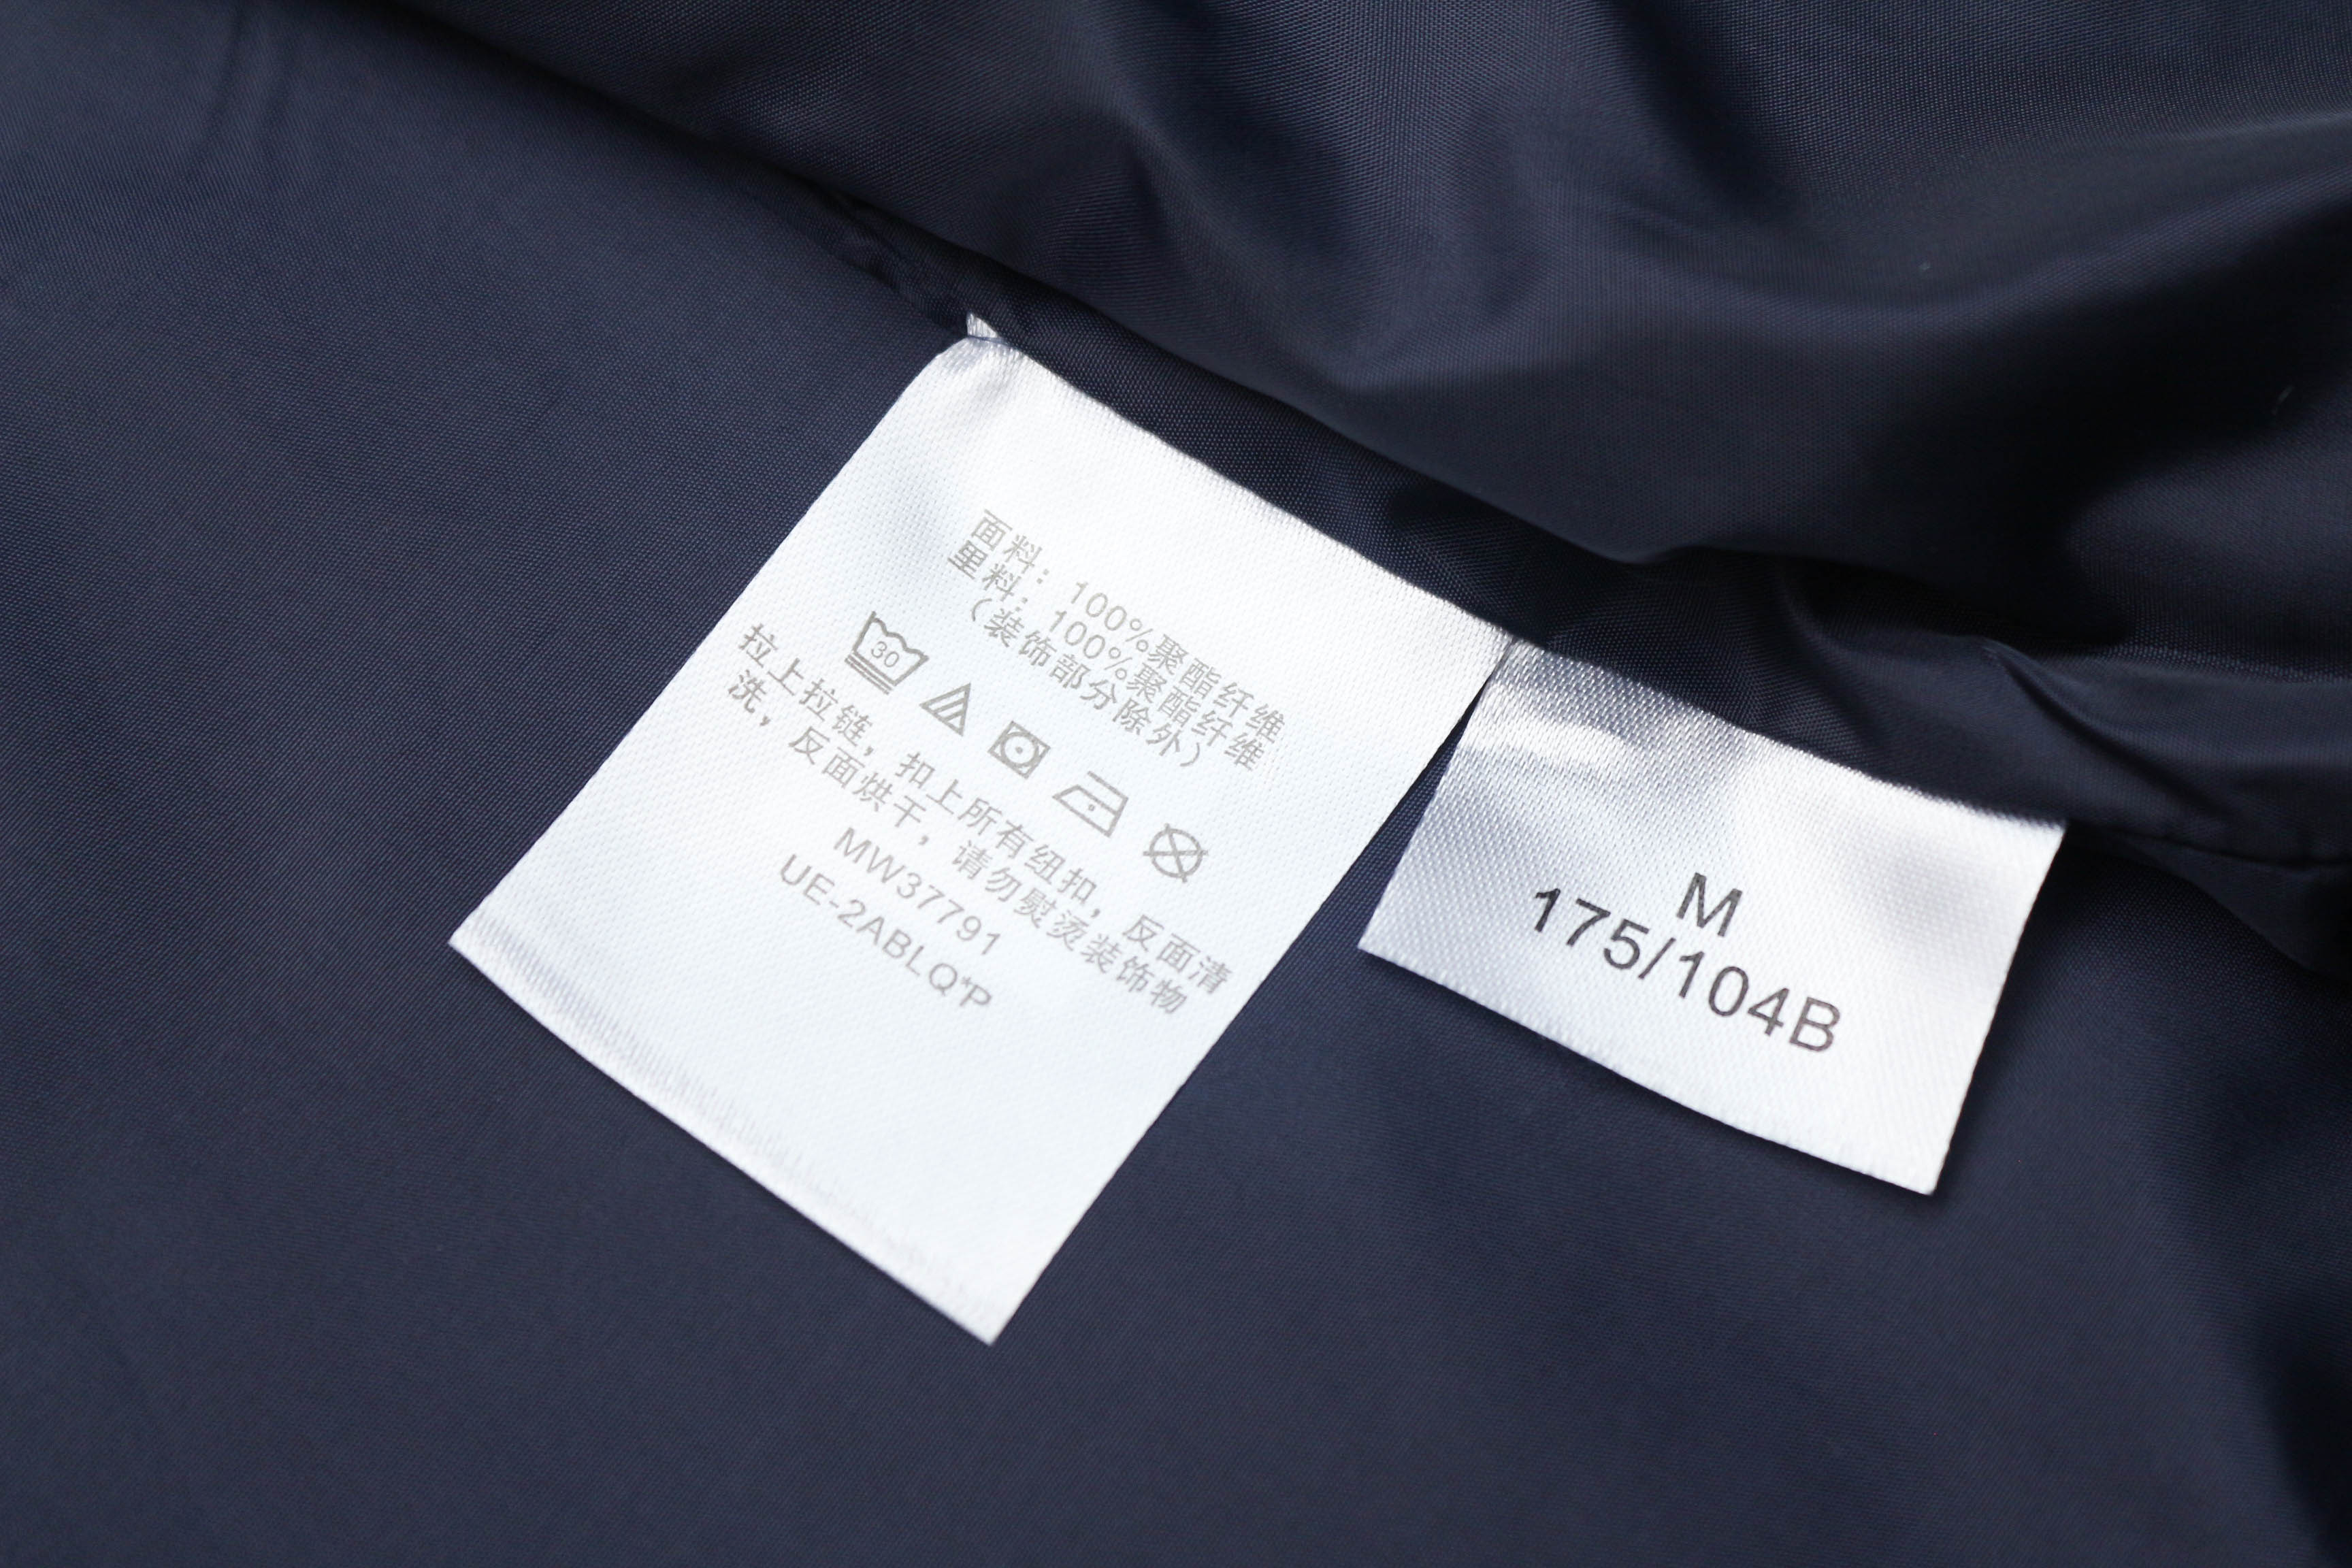 面料: 100%聚酯纤维
里料: 100%聚酯纤维
(装饰部分除外)
30
拉上拉链, 扣上所有纽扣, 反面清
洗, 反面烘干, 请勿熨烫装饰物
MW37791
UE-2ABLQ*P
M
175/104B